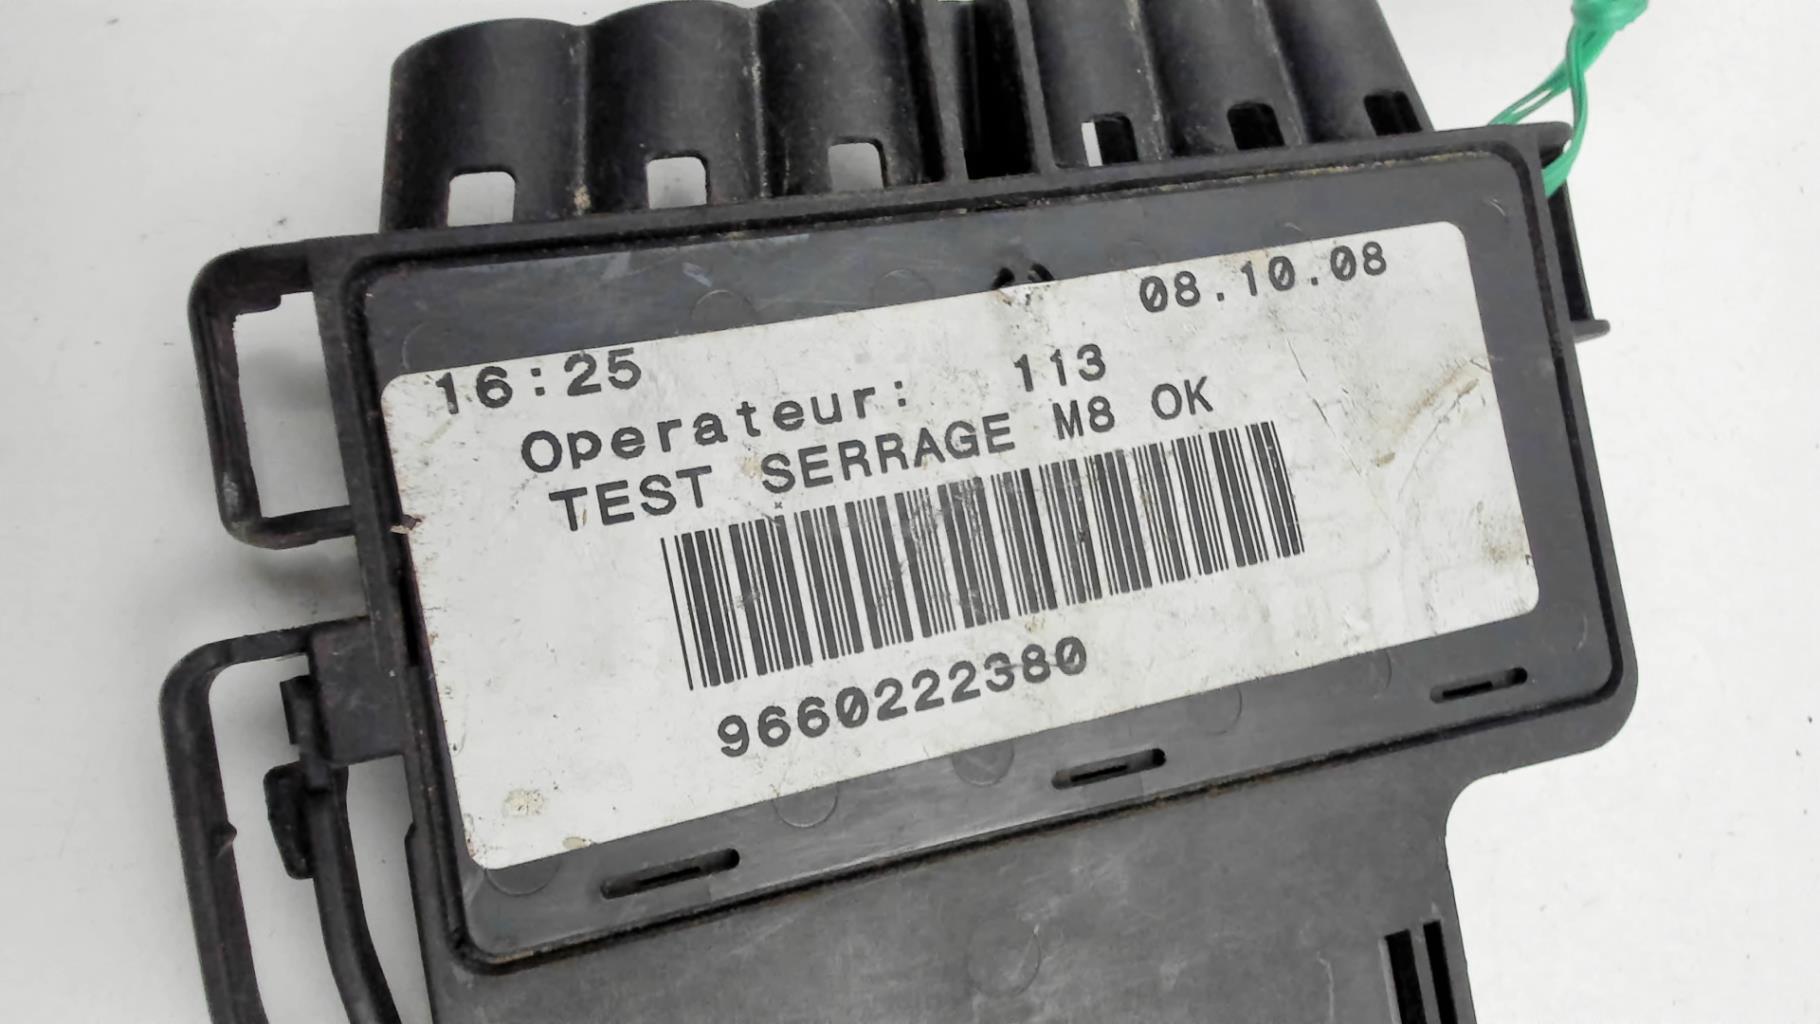 16:25 08.10.08
Operateur: 113
TEST SERRAGE M8 OK
9660222380